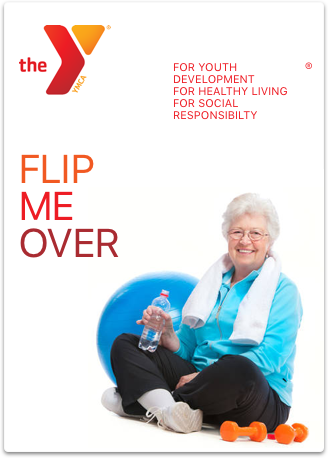 the
YMCA
®
FOR YOUTH ®
DEVELOPMENT
FOR HEALTHY LIVING
FOR SOCIAL
RESPONSIBILTY
FLIP
ME
OVER